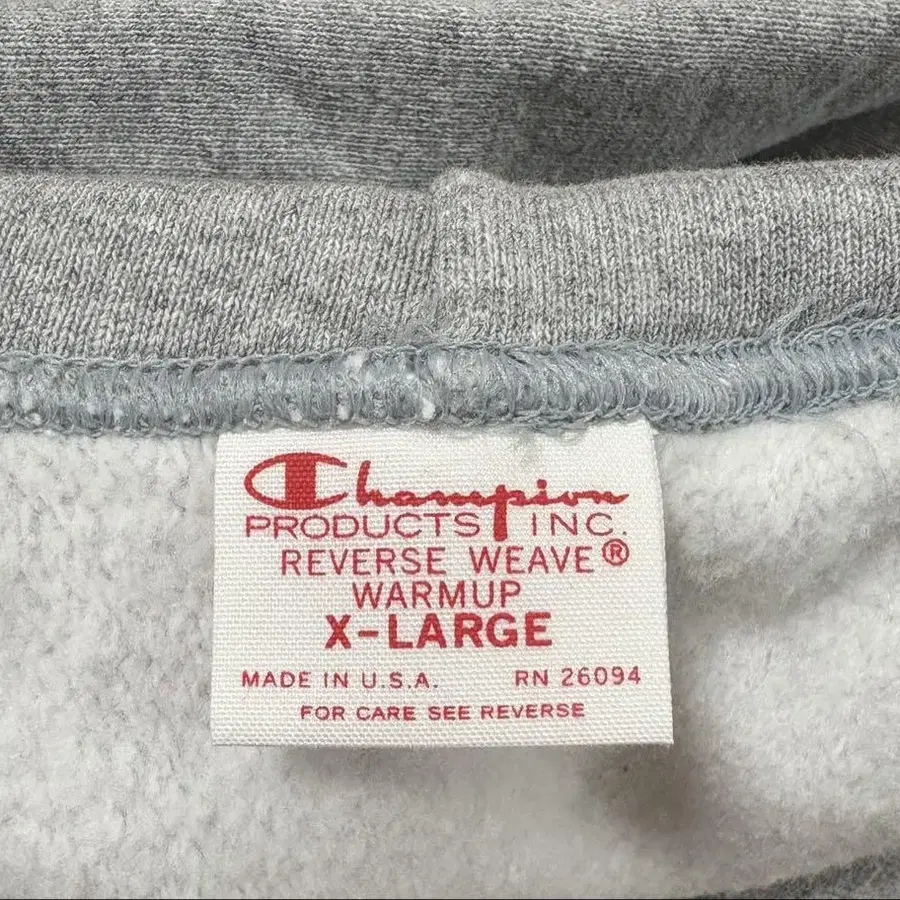 Champion
PRODUCTS INC.
REVERSE WEAVE®
WARMUP
X-LARGE
MADE IN U.S.A. RN 26094
FOR CARE SEE REVERSE